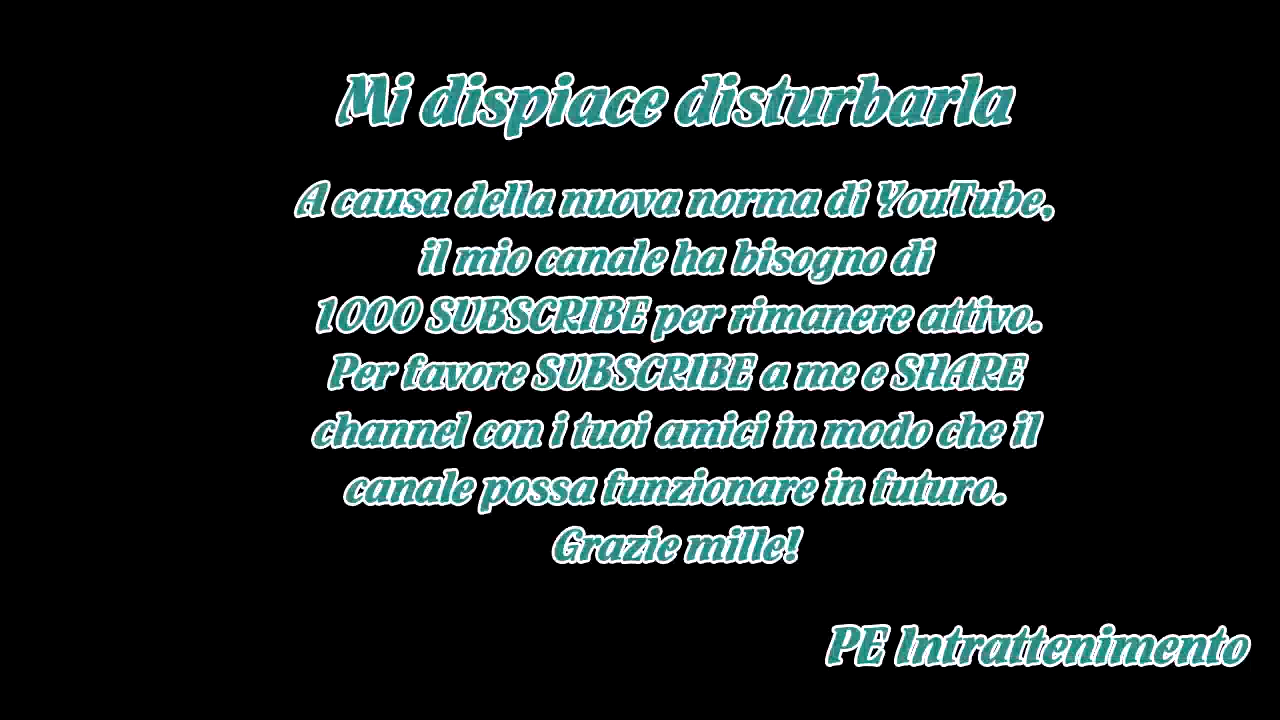 Mi dispiace disturbarla
A causa della nuova norma di YouTube,
il mio canale ha bisogno di
1000 SUBSCRIBE per rimanere attivo.
Per favore SUBSCRIBE a me e SHARE
channel con i tuoi amici in modo che il
canale possa funzionare in futuro.
Grazie mille!
PE Intrattenimento